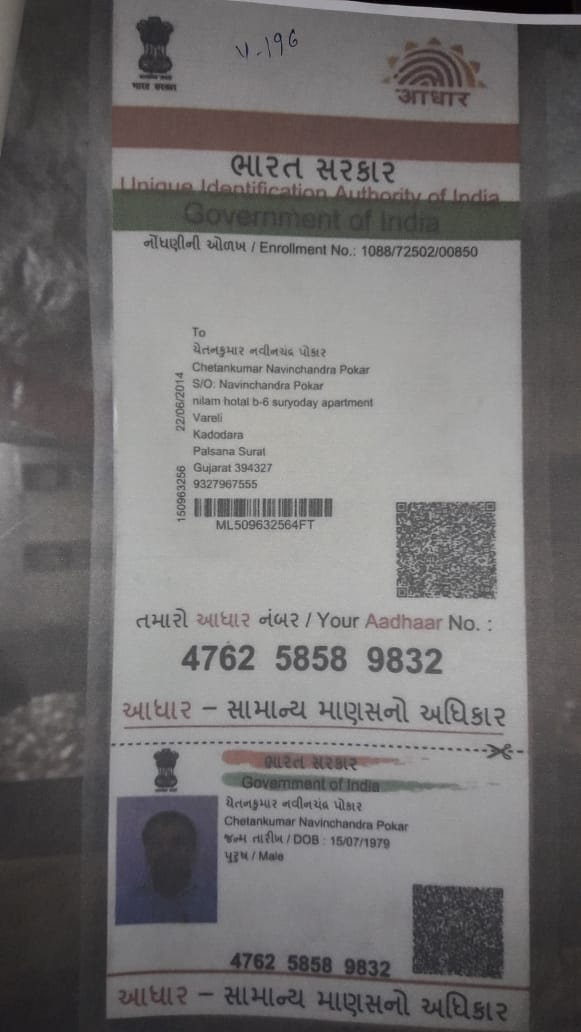 V-196
भारत सरकार
आधार
ભારત સરકાર
Unique Identification Authority of India
Government of India
નોંધણીની ઓળખ / Enrollment No.: 1088/72502/00850
To
ચેતનકુમાર નવીનચંદ્ર પોકાર
Chetankumar Navinchandra Pokar
S/O: Navinchandra Pokar
nilam hotal b-6 suryoday apartment
Vareli
Kadodara
Palsana Surat
Gujarat 394327
9327967555
22/06/2014
150963256
ML509632564FT
તમારો આધાર નંબર / Your Aadhaar No. :
4762 5858 9832
આધાર – સામાન્ય માણસનો અધિકાર
ભારત સરકાર
Government of India
ચેતનકુમાર નવીનચંદ્ર પોકાર
Chetankumar Navinchandra Pokar
જન્મ તારીખ / DOB : 15/07/1979
પુરુષ / Male
4762 5858 9832
આધાર – સામાન્ય માણસનો અધિકાર